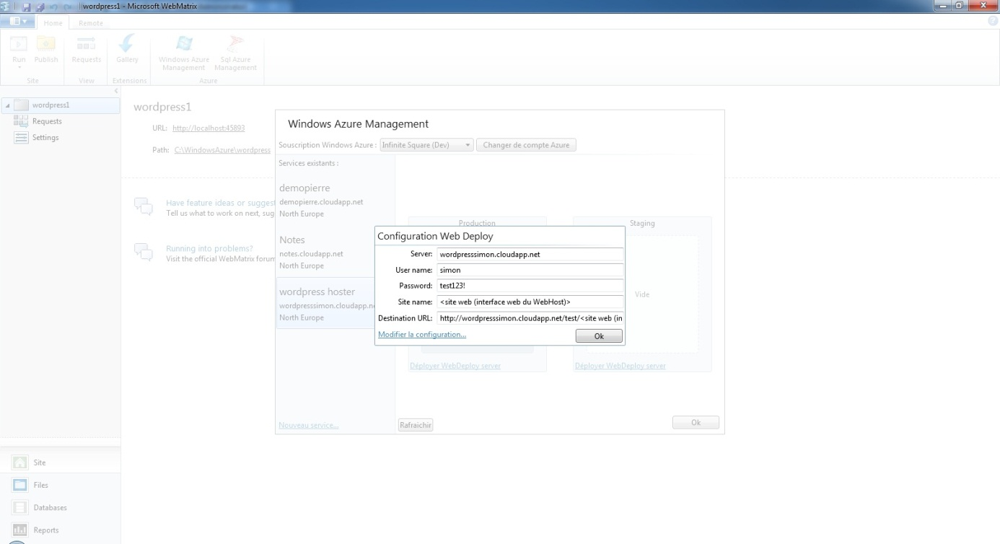 wordpress1 - Microsoft WebMatrix
Home Remote
Run Publish Requests Gallery Windows Azure Management Sql Azure Management
Site View Extensions Azure
wordpress1
Requests
Settings
wordpress1
URL: http://localhost:45893
Path: C:\WindowsAzure\wordpress
Have feature ideas or suggest
Tell us what to work on next, sug
Running into problems?
Visit the official WebMatrix forum
Windows Azure Management
Souscription Windows Azure : Infinite Square (Dev) Changer de compte Azure
Services existants :
demopierre
demopierre.cloudapp.net
North Europe
Notes
notes.cloudapp.net
North Europe
wordpress hoster
wordpresssimon.cloudapp.ne
North Europe
Nouveau service...
Production
Staging
Vide
Configuration Web Deploy
Server: wordpresssimon.cloudapp.net
User name: simon
Password: test123!
Site name: <site web (interface web du WebHost)>
Destination URL: http://wordpresssimon.cloudapp.net/test/<site web (in
Modifier la configuration... Ok
Déployer WebDeploy server
Déployer WebDeploy server
Rafraichir
Ok
Site
Files
Databases
Reports